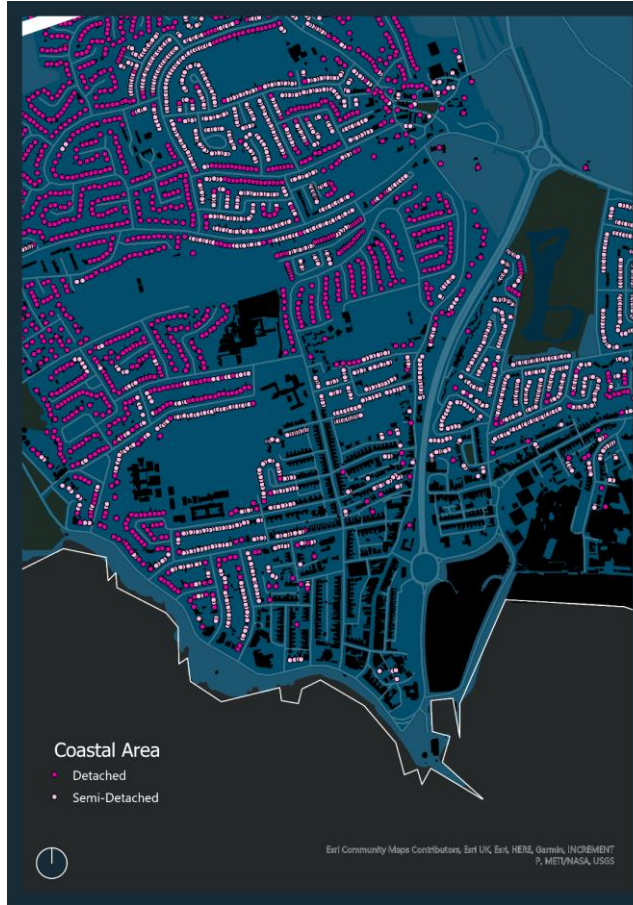 Coastal Area
Detached
Semi-Detached
Esri Community Maps Contributors, Esri UK, Esri, HERE, Garmin, INCREMENT
P, METI/NASA, USGS